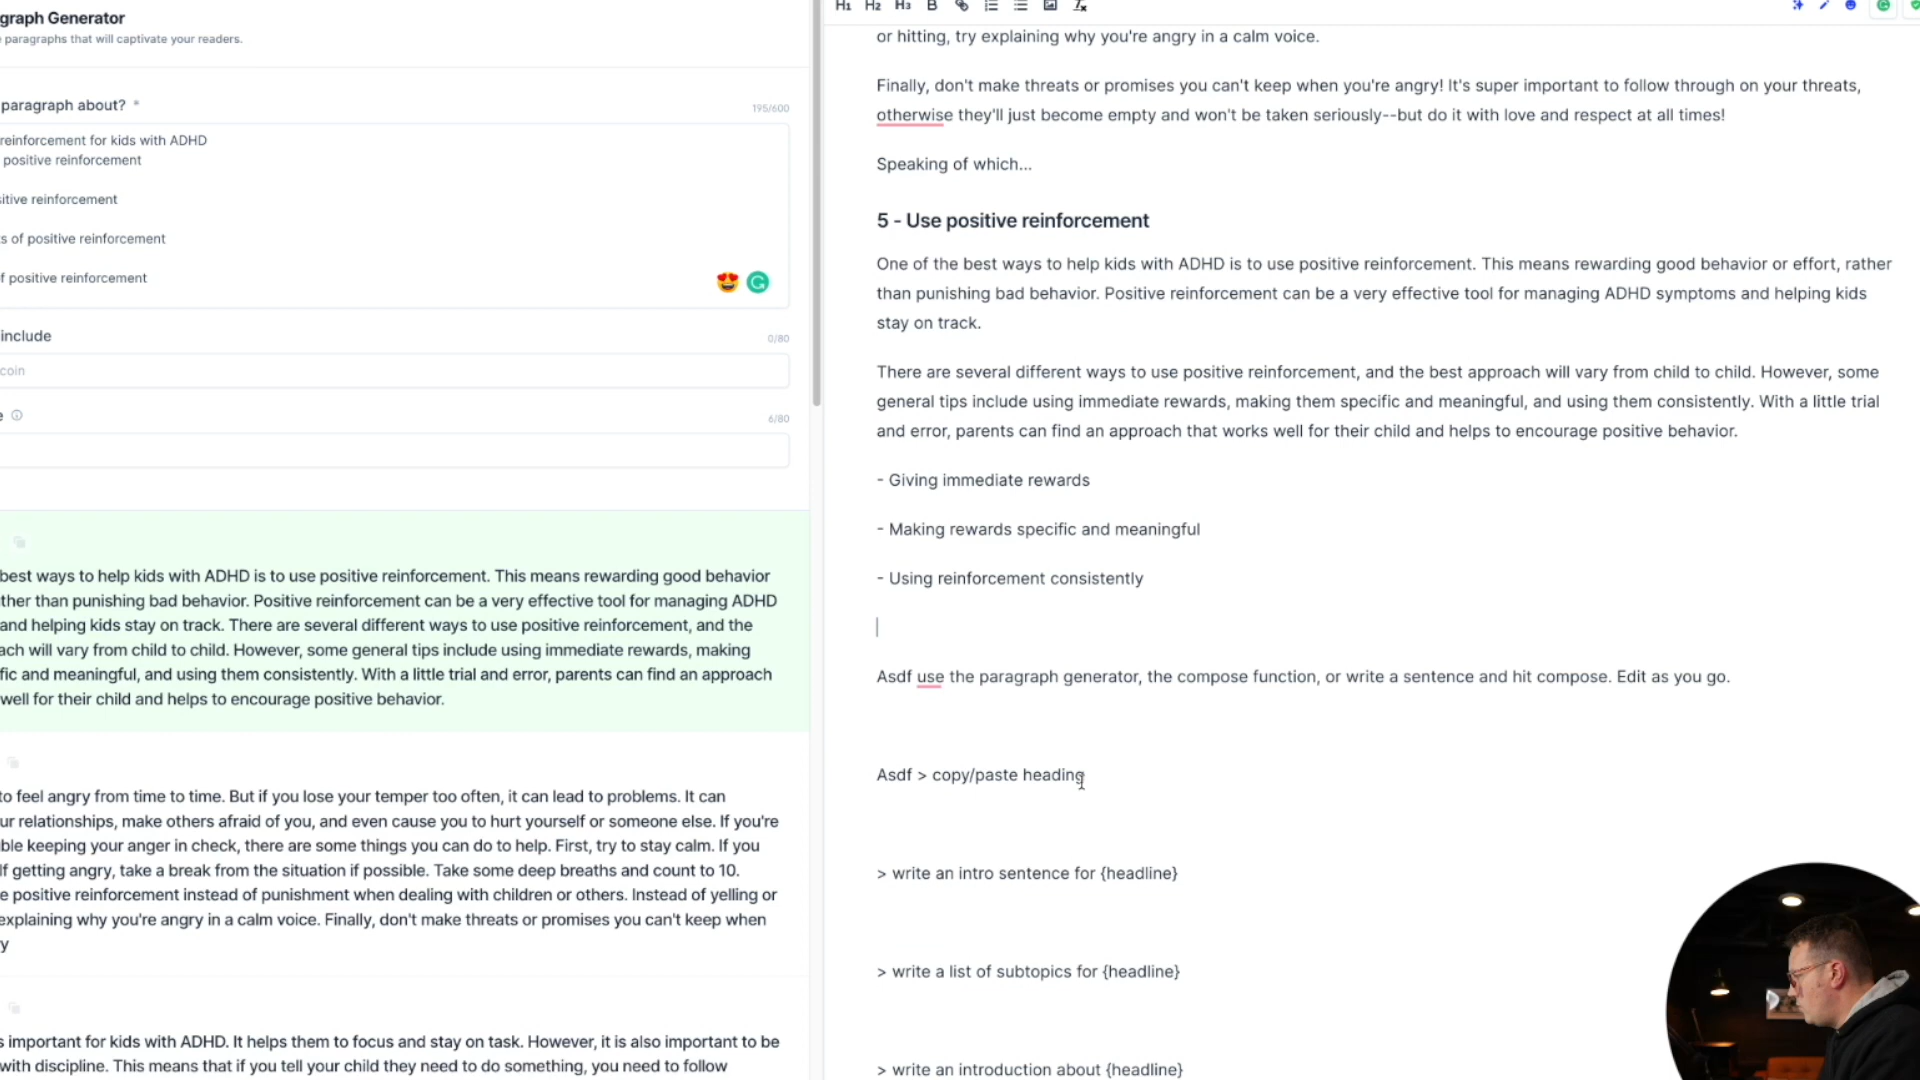 graph Generator
e paragraphs that will captivate your readers.
paragraph about? *
195/600
reinforcement for kids with ADHD
positive reinforcement
sitive reinforcement
s of positive reinforcement
f positive reinforcement
include
0/80
coin
e
6/80
best ways to help kids with ADHD is to use positive reinforcement. This means rewarding good behavior
ther than punishing bad behavior. Positive reinforcement can be a very effective tool for managing ADHD
and helping kids stay on track. There are several different ways to use positive reinforcement, and the
ach will vary from child to child. However, some general tips include using immediate rewards, making
fic and meaningful, and using them consistently. With a little trial and error, parents can find an approach
well for their child and helps to encourage positive behavior.
to feel angry from time to time. But if you lose your temper too often, it can lead to problems. It can
ur relationships, make others afraid of you, and even cause you to hurt yourself or someone else. If you're
ble keeping your anger in check, there are some things you can do to help. First, try to stay calm. If you
lf getting angry, take a break from the situation if possible. Take some deep breaths and count to 10.
e positive reinforcement instead of punishment when dealing with children or others. Instead of yelling or
explaining why you're angry in a calm voice. Finally, don't make threats or promises you can't keep when
y
s important for kids with ADHD. It helps them to focus and stay on task. However, it is also important to be
with discipline. This means that if you tell your child they need to do something, you need to follow
H1 H2 H3 B
or hitting, try explaining why you're angry in a calm voice.
Finally, don't make threats or promises you can't keep when you're angry! It's super important to follow through on your threats,
otherwise they'll just become empty and won't be taken seriously--but do it with love and respect at all times!
Speaking of which...
5 - Use positive reinforcement
One of the best ways to help kids with ADHD is to use positive reinforcement. This means rewarding good behavior or effort, rather
than punishing bad behavior. Positive reinforcement can be a very effective tool for managing ADHD symptoms and helping kids
stay on track.
There are several different ways to use positive reinforcement, and the best approach will vary from child to child. However, some
general tips include using immediate rewards, making them specific and meaningful, and using them consistently. With a little trial
and error, parents can find an approach that works well for their child and helps to encourage positive behavior.
- Giving immediate rewards
- Making rewards specific and meaningful
- Using reinforcement consistently
Asdf use the paragraph generator, the compose function, or write a sentence and hit compose. Edit as you go.
Asdf > copy/paste heading
> write an intro sentence for {headline}
> write a list of subtopics for {headline}
> write an introduction about {headline}